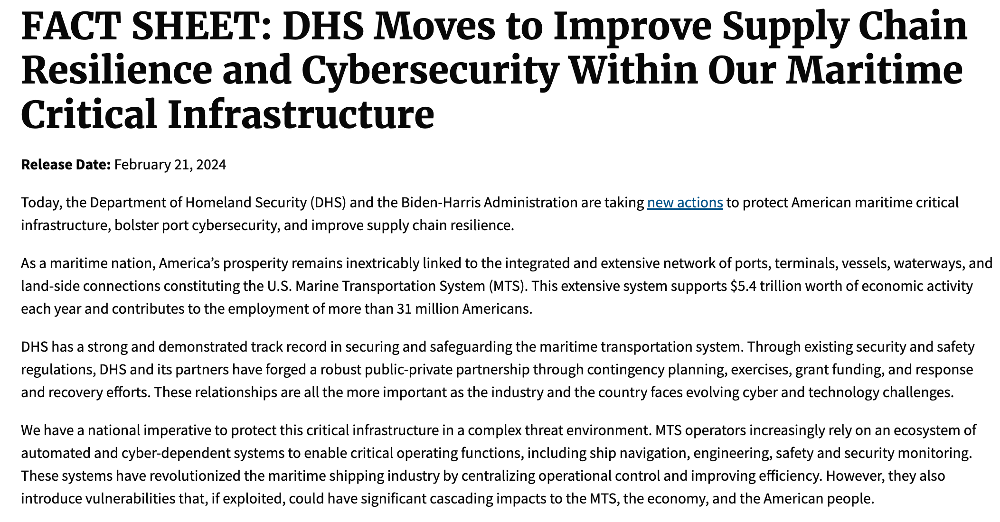 FACT SHEET: DHS Moves to Improve Supply Chain
Resilience and Cybersecurity Within Our Maritime
Critical Infrastructure
Release Date: February 21, 2024
Today, the Department of Homeland Security (DHS) and the Biden-Harris Administration are taking new actions to protect American maritime critical
infrastructure, bolster port cybersecurity, and improve supply chain resilience.
As a maritime nation, America’s prosperity remains inextricably linked to the integrated and extensive network of ports, terminals, vessels, waterways, and
land-side connections constituting the U.S. Marine Transportation System (MTS). This extensive system supports $5.4 trillion worth of economic activity
each year and contributes to the employment of more than 31 million Americans.
DHS has a strong and demonstrated track record in securing and safeguarding the maritime transportation system. Through existing security and safety
regulations, DHS and its partners have forged a robust public-private partnership through contingency planning, exercises, grant funding, and response
and recovery efforts. These relationships are all the more important as the industry and the country faces evolving cyber and technology challenges.
We have a national imperative to protect this critical infrastructure in a complex threat environment. MTS operators increasingly rely on an ecosystem of
automated and cyber-dependent systems to enable critical operating functions, including ship navigation, engineering, safety and security monitoring.
These systems have revolutionized the maritime shipping industry by centralizing operational control and improving efficiency. However, they also
introduce vulnerabilities that, if exploited, could have significant cascading impacts to the MTS, the economy, and the American people.